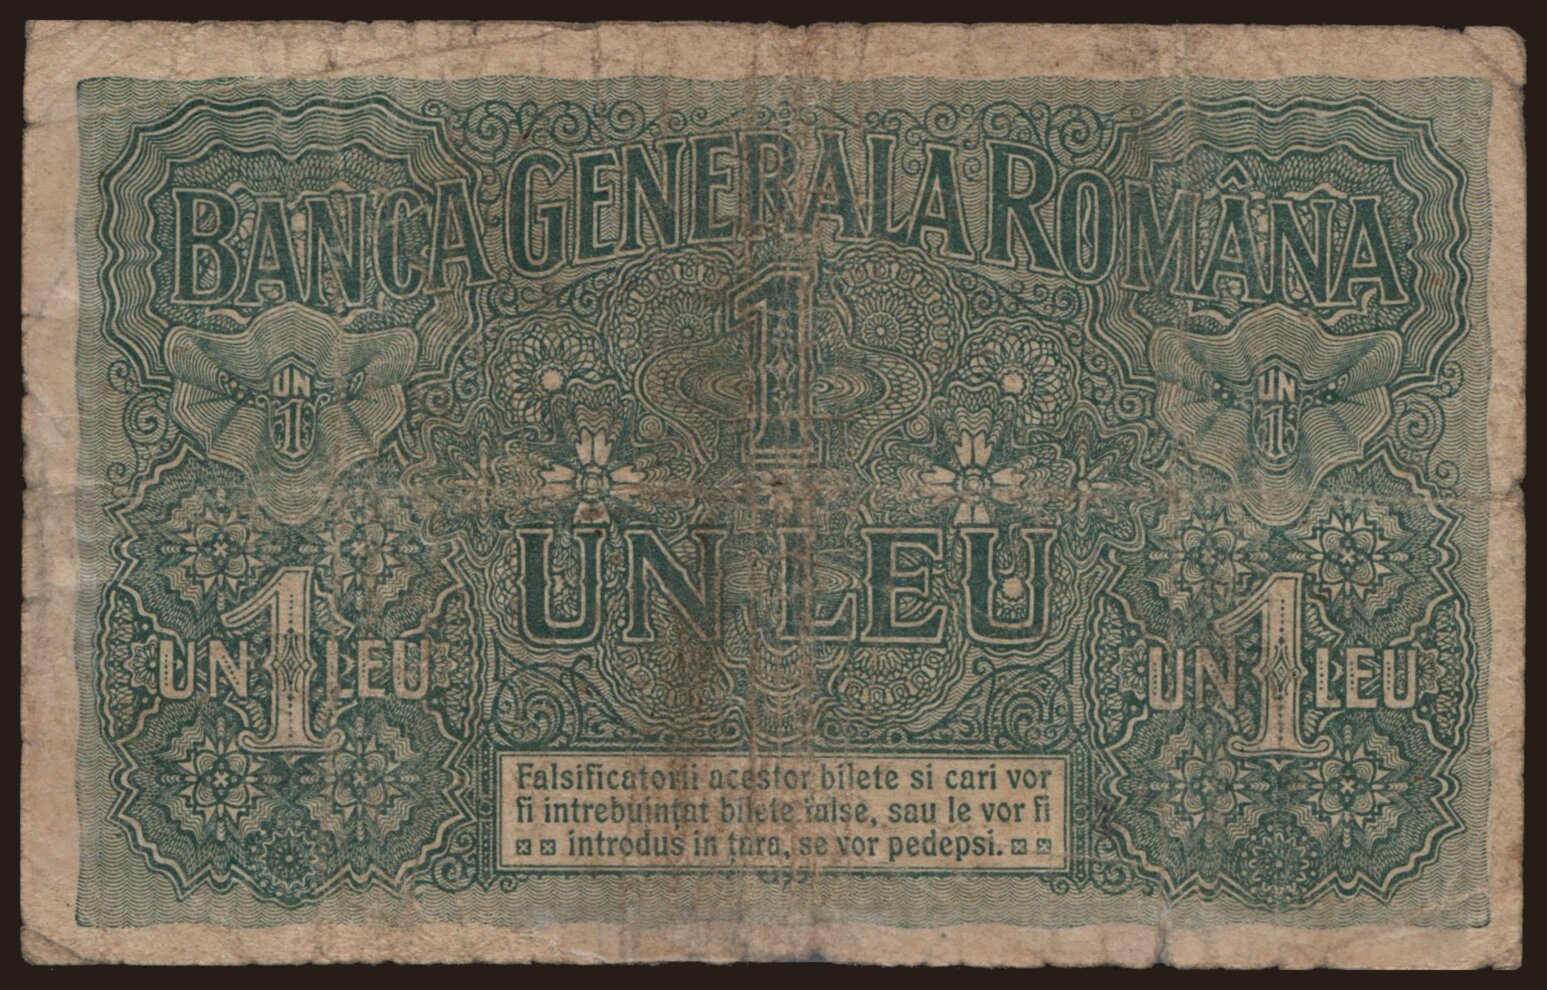 BANCA GENERALA ROMÂNA
1
UN
1
UN
1
UN LEU
UN 1 LEU
UN 1 LEU
Falsificatorii acestor bilete si cari vor
fi intrebuințat bilete false, sau le vor fi
introdus in țara, se vor pedepsi.